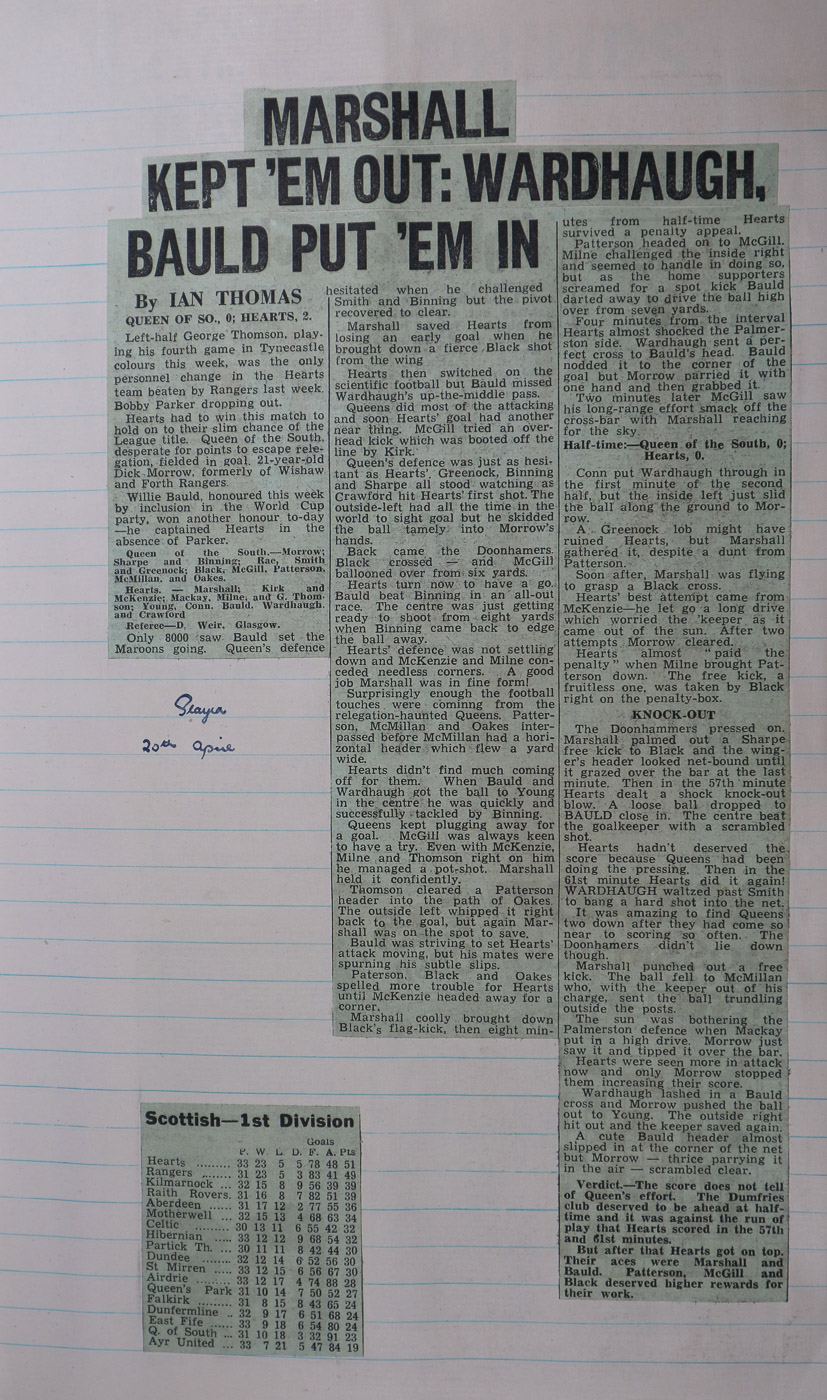 MARSHALL
KEPT 'EM OUT: WARDHAUGH,
BAULD PUT 'EM IN
By IAN THOMAS
QUEEN OF SO., 0; HEARTS, 2.
Left-half George Thomson, play-
ing his fourth game in Tynecastle
colours this week, was the only
personnel change in the Hearts
team beaten by Rangers last week.
Bobby Parker dropping out.
Hearts had to win this match to
hold on to their slim chance of the
League title. Queen of the South,
desperate for points to escape rele-
gation, fielded in goal, 21-year-old
Dick Morrow, formerly of Wishaw
and Forth Rangers.
Willie Bauld, honoured this week
by inclusion in the World Cup
party, won another honour to-day
—he captained Hearts in the
absence of Parker.
Queen of the South.—Morrow;
Sharpe and Binning; Rae, Smith
and Greenock; Black, McGill, Patterson,
McMillan, and Oakes.
Hearts. — Marshall; Kirk and
McKenzie; Mackay, Milne, and G. Thom-
son; Young, Conn, Bauld, Wardhaugh,
and Crawford
Referee—D. Weir, Glasgow.
Only 8000 saw Bauld set the
Maroons going. Queen's defence
hesitated when he challenged
Smith and Binning but the pivot
recovered to clear.
Marshall saved Hearts from
losing an early goal when he
brought down a fierce Black shot
from the wing
Hearts then switched on the
scientific football but Bauld missed
Wardhaugh's up-the-middle pass.
Queens did most of the attacking
and soon Hearts' goal had another
near thing. McGill tried an over-
head kick which was booted off the
line by Kirk.
Queen's defence was just as hesi-
tant as Hearts', Greenock, Binning
and Sharpe all stood watching as
Crawford hit Hearts' first shot. The
outside-left had all the time in the
world to sight goal but he skidded
the ball tamely into Morrow's
hands.
Back came the Doonhamers.
Black crossed — and McGill
ballooned over from six yards.
Hearts turn now to have a go.
Bauld beat Binning in an all-out
race. The centre was just getting
ready to shoot from eight yards
when Binning came back to edge
the ball away.
Hearts' defence was not settling
down and McKenzie and Milne con-
ceded needless corners. A good
job Marshall was in fine form!
Surprisingly enough the football
touches were cominng from the
relegation-haunted Queens. Patter-
son, McMillan and Oakes inter-
passed before McMillan had a hori-
zontal header which flew a yard
wide.
Hearts didn't find much coming
off for them. When Bauld and
Wardhaugh got the ball to Young
in the centre he was quickly and
successfully tackled by Binning.
Queens kept plugging away for
a goal. McGill was always keen
to have a try. Even with McKenzie,
Milne and Thomson right on him
he managed a pot-shot. Marshall
held it confidently.
Thomson cleared a Patterson
header into the path of Oakes.
The outside left whipped it right
back to the goal, but again Mar-
shall was on the spot to save.
Bauld was striving to set Hearts'
attack moving, but his mates were
spurning his subtle slips.
Paterson, Black and Oakes
spelled more trouble for Hearts
until McKenzie headed away for a
corner.
Marshall coolly brought down
Black's flag-kick, then eight min-
utes from half-time Hearts
survived a penalty appeal.
Patterson headed on to McGill.
Milne challenged the inside right
and seemed to handle in doing so,
but as the home supporters
screamed for a spot kick Bauld
darted away to drive the ball high
over from seven yards.
Four minutes from the interval
Hearts almost shocked the Palmer-
ston side. Wardhaugh sent a per-
fect cross to Bauld's head. Bauld
nodded it to the corner of the
goal but Morrow parried it with
one hand and then grabbed it.
Two minutes later McGill saw
his long-range effort smack off the
cross-bar with Marshall reaching
for the sky.
Half-time:—Queen of the South, 0;
Hearts, 0.
Conn put Wardhaugh through in
the first minute of the second
half, but the inside left just slid
the ball along the ground to Mor-
row.
A Greenock lob might have
ruined Hearts, but Marshall
gathered it, despite a dunt from
Patterson.
Soon after, Marshall was flying
to grasp a Black cross.
Hearts' best attempt came from
McKenzie—he let go a long drive
which worried the 'keeper as it
came out of the sun. After two
attempts Morrow cleared.
Hearts almost "paid the
penalty" when Milne brought Pat-
terson down. The free kick, a
fruitless one, was taken by Black
right on the penalty-box.
KNOCK-OUT
The Doonhammers pressed on.
Marshall palmed out a Sharpe
free kick to Black and the wing-
er's header looked net-bound until
it grazed over the bar at the last
minute. Then in the 57th minute
Hearts dealt a shock knock-out
blow. A loose ball dropped to
BAULD close in. The centre beat
the goalkeeper with a scrambled
shot.
Hearts hadn't deserved the
score because Queens had been
doing the pressing. Then in the
61st minute Hearts did it again!
WARDHAUGH waltzed past Smith
to bang a hard shot into the net.
It was amazing to find Queens
two down after they had come so
near to scoring so often. The
Doonhamers didn't lie down
though.
Marshall punched out a free
kick. The ball fell to McMillan
who, with the keeper out of his
charge, sent the ball trundling
outside the posts.
The sun was bothering the
Palmerston defence when Mackay
put in a high drive. Morrow just
saw it and tipped it over the bar.
Hearts were seen more in attack
now and only Morrow stopped
them increasing their score.
Wardhaugh lashed in a Bauld
cross and Morrow pushed the ball
out to Young. The outside right
hit out and the keeper saved again.
A cute Bauld header almost
slipped in at the corner of the net
but Morrow — thrice parrying it
in the air — scrambled clear.
Verdict.—The score does not tell
of Queen's effort. The Dumfries
club deserved to be ahead at half-
time and it was against the run of
play that Hearts scored in the 57th
and 61st minutes.
But after that Hearts got on top.
Their aces were Marshall and
Bauld. Patterson, McGill and
Black deserved higher rewards for
their work.
20th April
Scottish—1st Division
Goals
P. W. L. D. F. A. Pts
Hearts ......... 33 23 5 5 78 48 51
Rangers ........ 31 23 5 3 83 41 49
Kilmarnock ... 32 15 8 9 56 39 39
Raith Rovers. 31 16 8 7 82 51 39
Aberdeen ...... 31 17 12 2 77 55 36
Motherwell ... 32 15 13 4 68 63 34
Celtic ......... 30 13 11 6 55 42 32
Hibernian ..... 33 12 12 9 68 54 32
Partick Th. ... 30 11 11 8 42 44 30
Dundee ........ 32 12 14 6 52 56 30
St Mirren ..... 33 12 15 6 56 67 30
Airdrie ......... 33 12 17 4 74 88 28
Queen's Park 31 10 14 7 50 52 27
Falkirk ......... 31 8 15 8 43 65 24
Dunfermline .. 32 9 17 6 51 68 24
East Fife ...... 33 9 18 6 54 80 24
Q. of South ... 31 10 18 3 32 91 23
Ayr United ... 33 7 21 5 47 84 19